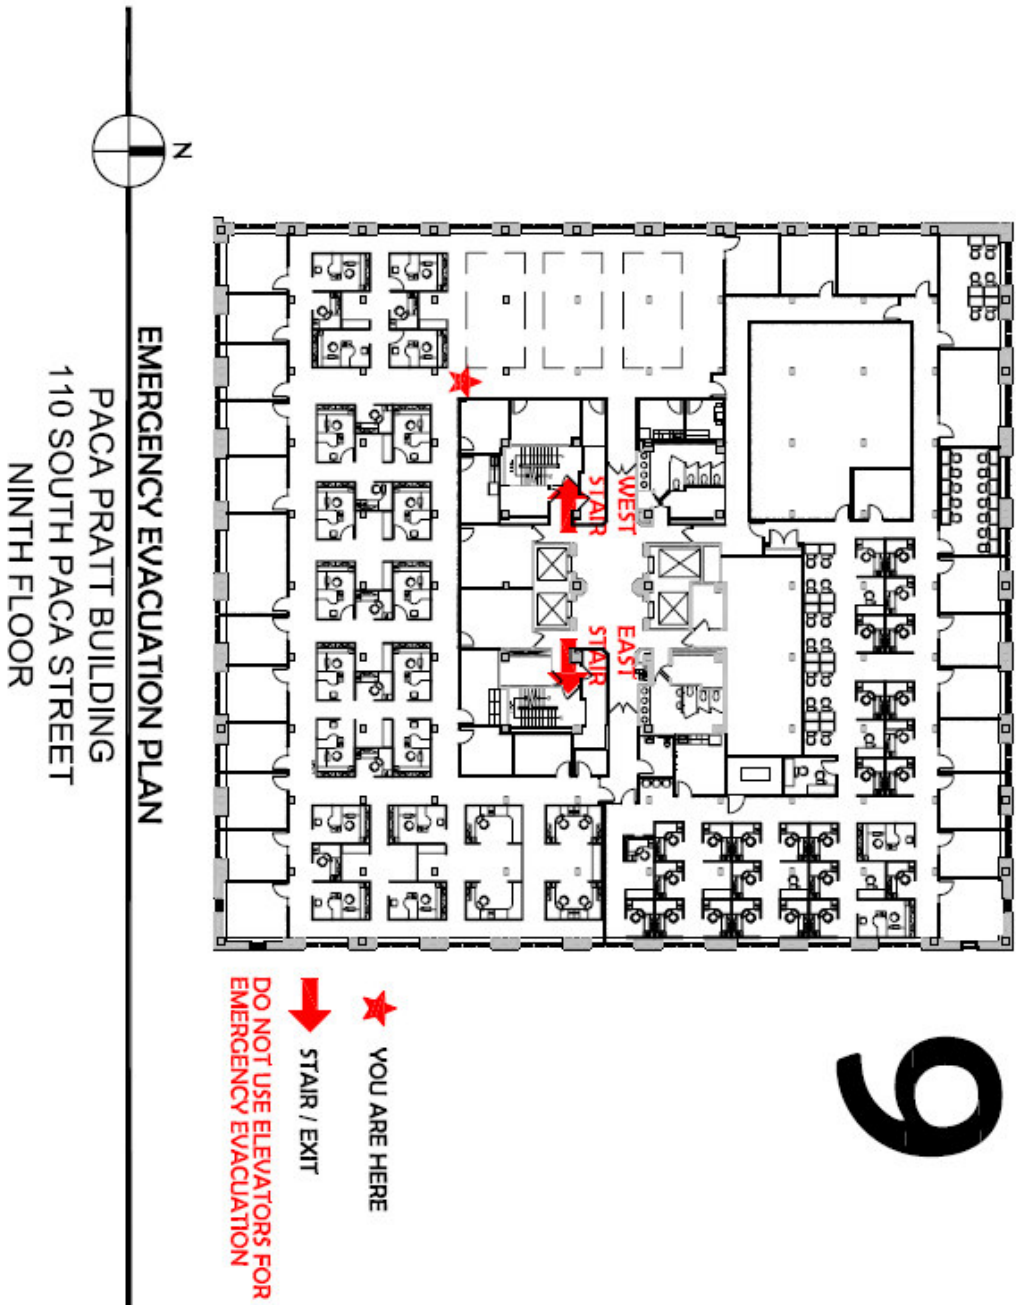 9
WEST
STAIR
EAST
STAIR
YOU ARE HERE
STAIR / EXIT
DO NOT USE ELEVATORS FOR
EMERGENCY EVACUATION
N
EMERGENCY EVACUATION PLAN
PACA PRATT BUILDING
110 SOUTH PACA STREET
NINTH FLOOR